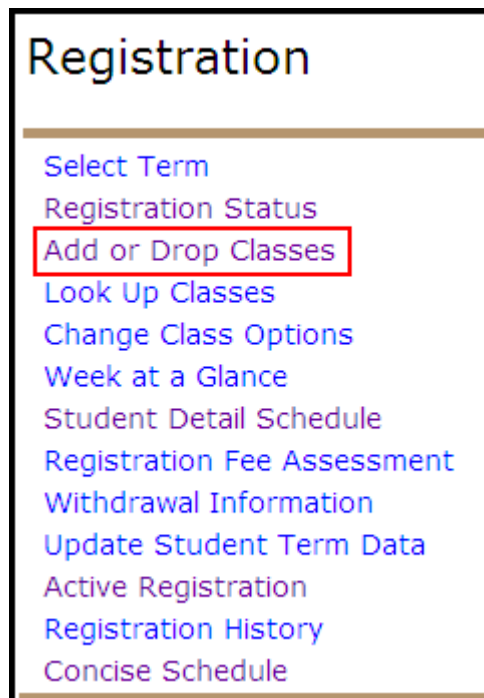 Registration
Select Term
Registration Status
Add or Drop Classes
Look Up Classes
Change Class Options
Week at a Glance
Student Detail Schedule
Registration Fee Assessment
Withdrawal Information
Update Student Term Data
Active Registration
Registration History
Concise Schedule